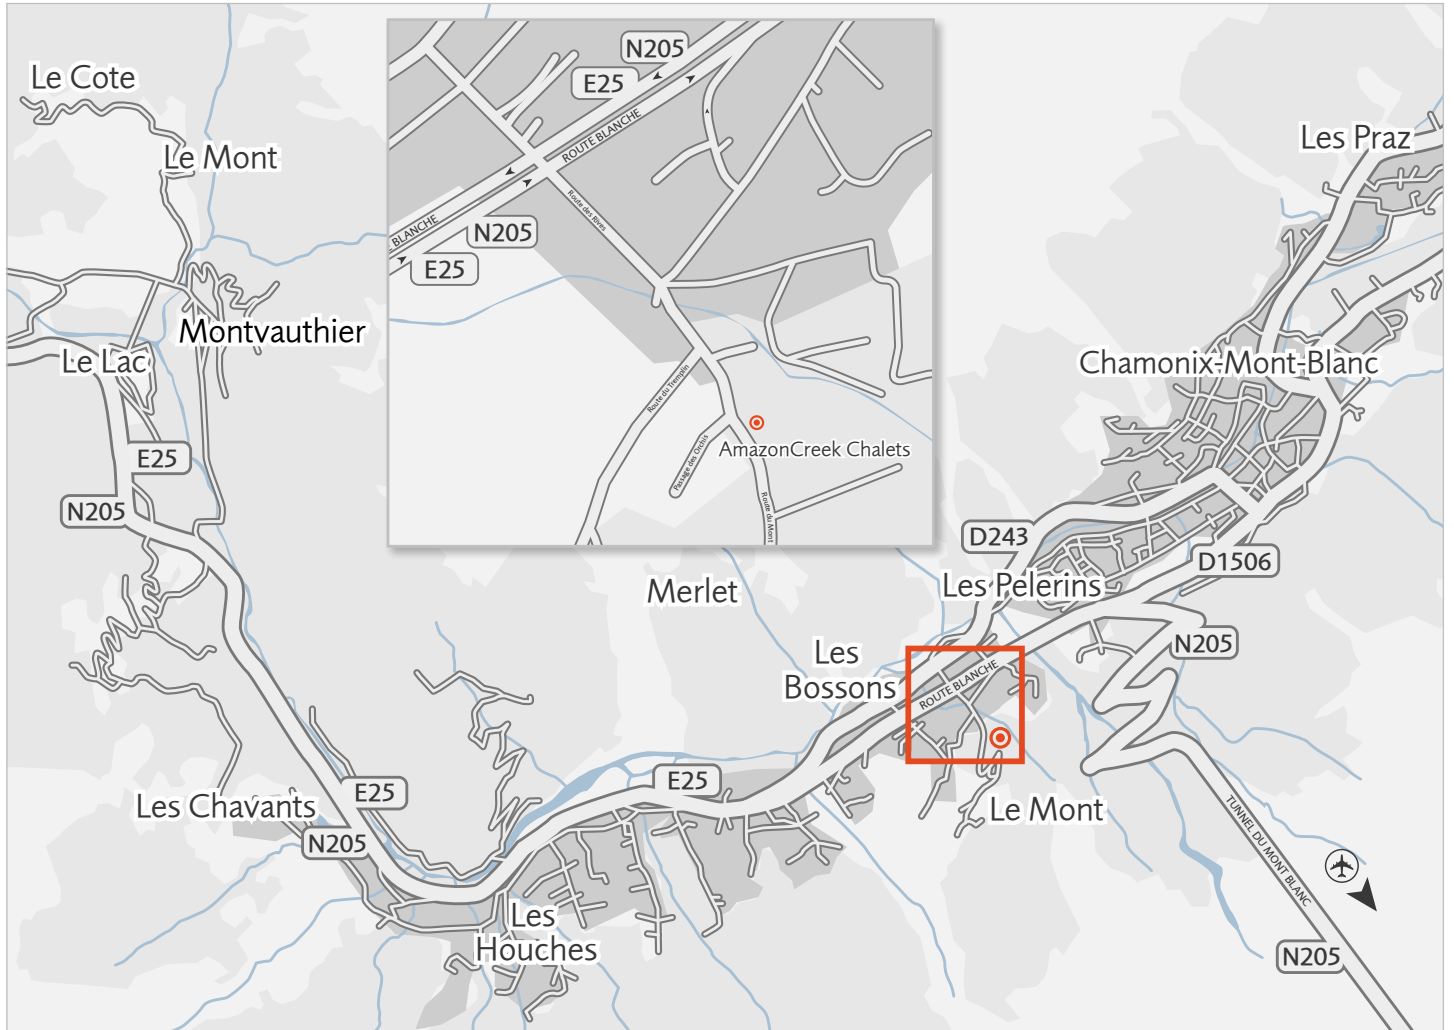 N205
E25
ROUTE BLANCHE
Le Cote
Les Praz
Le Mont
Route des Rives
BLANCHE
N205
E25
Montvauthier
Le Lac
Chamonix-Mont-Blanc
Route du Tremplin
AmazonCreek Chalets
Passage des Orchis
Route du Mont
E25
N205
D243
D1506
Merlet
Les Pelerins
N205
Les
Bossons
ROUTE BLANCHE
E25
E25
Les Chavants
N205
Le Mont
TUNNEL DU MONT BLANC
Les
Houches
N205